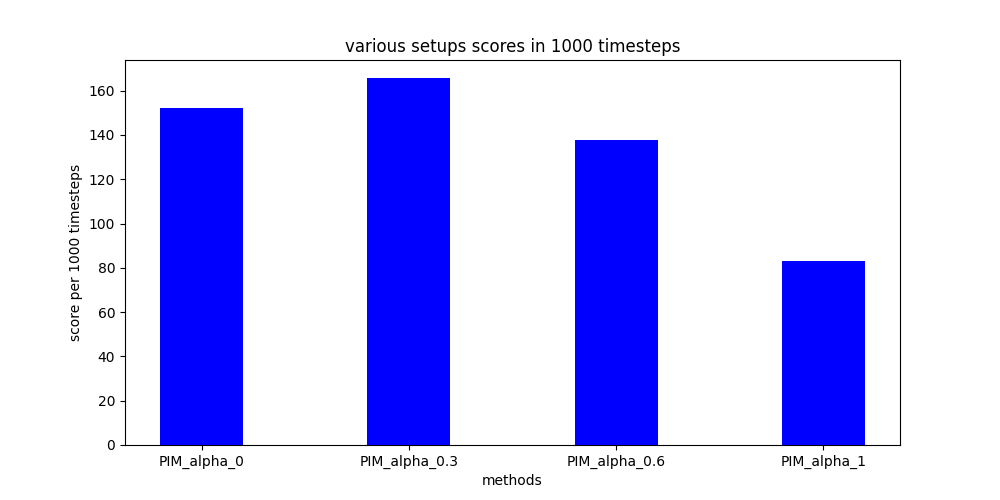 various setups scores in 1000 timesteps
score per 1000 timesteps
160
140
120
100
80
60
40
20
0
PIM_alpha_0 PIM_alpha_0.3 PIM_alpha_0.6 PIM_alpha_1
methods